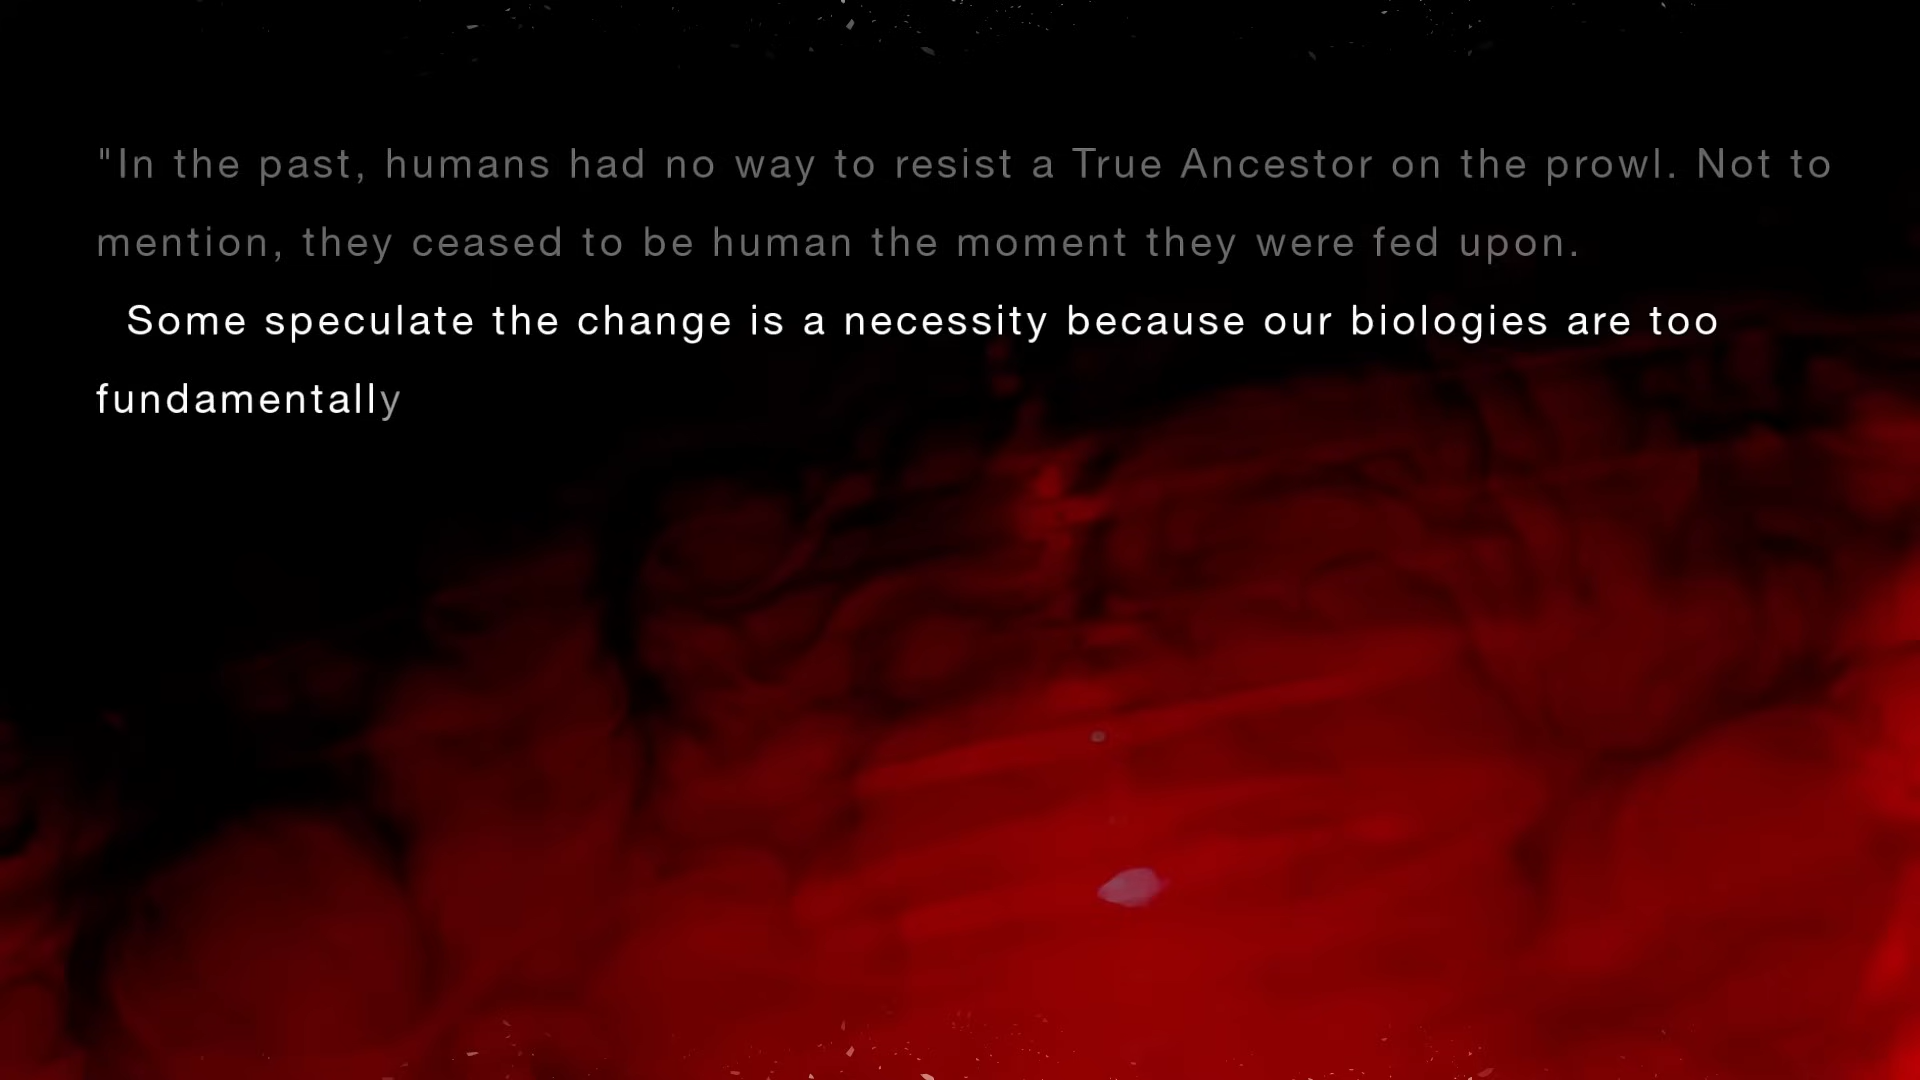 "In the past, humans had no way to resist a True Ancestor on the prowl. Not to
mention, they ceased to be human the moment they were fed upon.
Some speculate the change is a necessity because our biologies are too
fundamentally